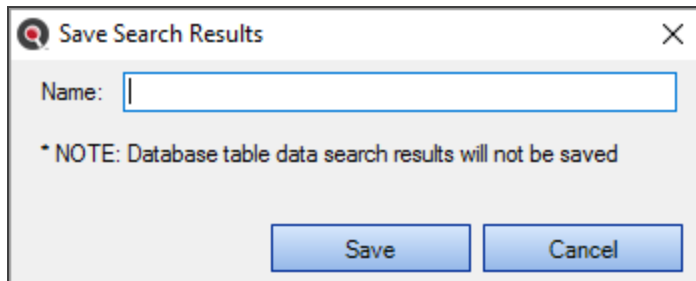 Save Search Results
Name:
* NOTE: Database table data search results will not be saved
Save
Cancel